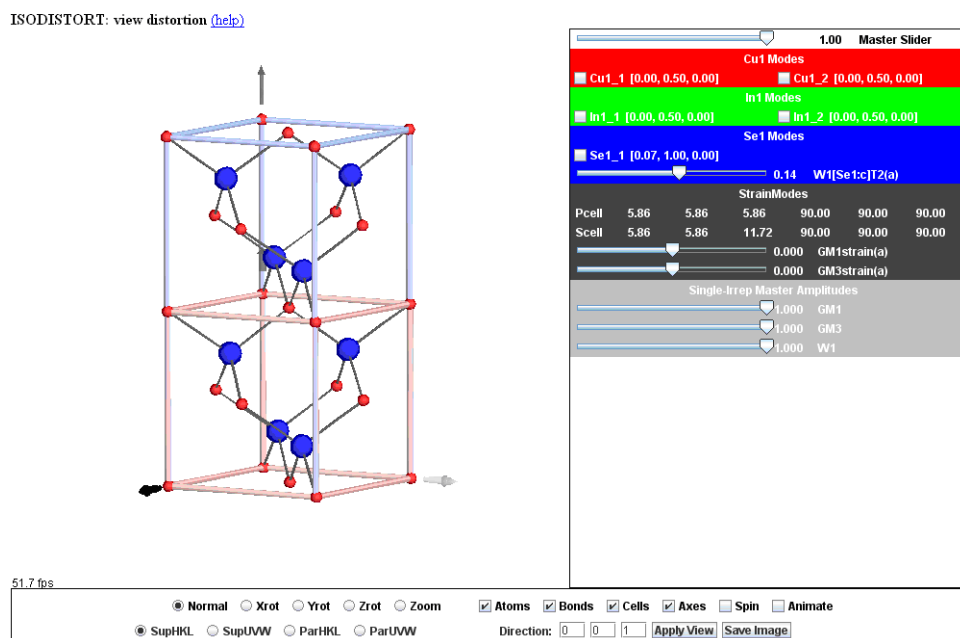 ISODISTORT: view distortion (help)
1.00 Master Slider
Cu1 Modes
Cu1_1 [0.00, 0.50, 0.00] Cu1_2 [0.00, 0.50, 0.00]
In1 Modes
In1_1 [0.00, 0.50, 0.00] In1_2 [0.00, 0.50, 0.00]
Se1 Modes
Se1_1 [0.07, 1.00, 0.00]
0.14 W1[Se1:c]T2(a)
StrainModes
Pcell 5.86 5.86 5.86 90.00 90.00 90.00
Scell 5.86 5.86 11.72 90.00 90.00 90.00
0.000 GM1strain(a)
0.000 GM3strain(a)
Single-Irrep Master Amplitudes
1.000 GM1
1.000 GM3
1.000 W1
51.7 fps
Normal Xrot Yrot Zrot Zoom Atoms Bonds Cells Axes Spin Animate
SupHKL SupUVW ParHKL ParUVW Direction: 0 0 1 Apply View Save Image